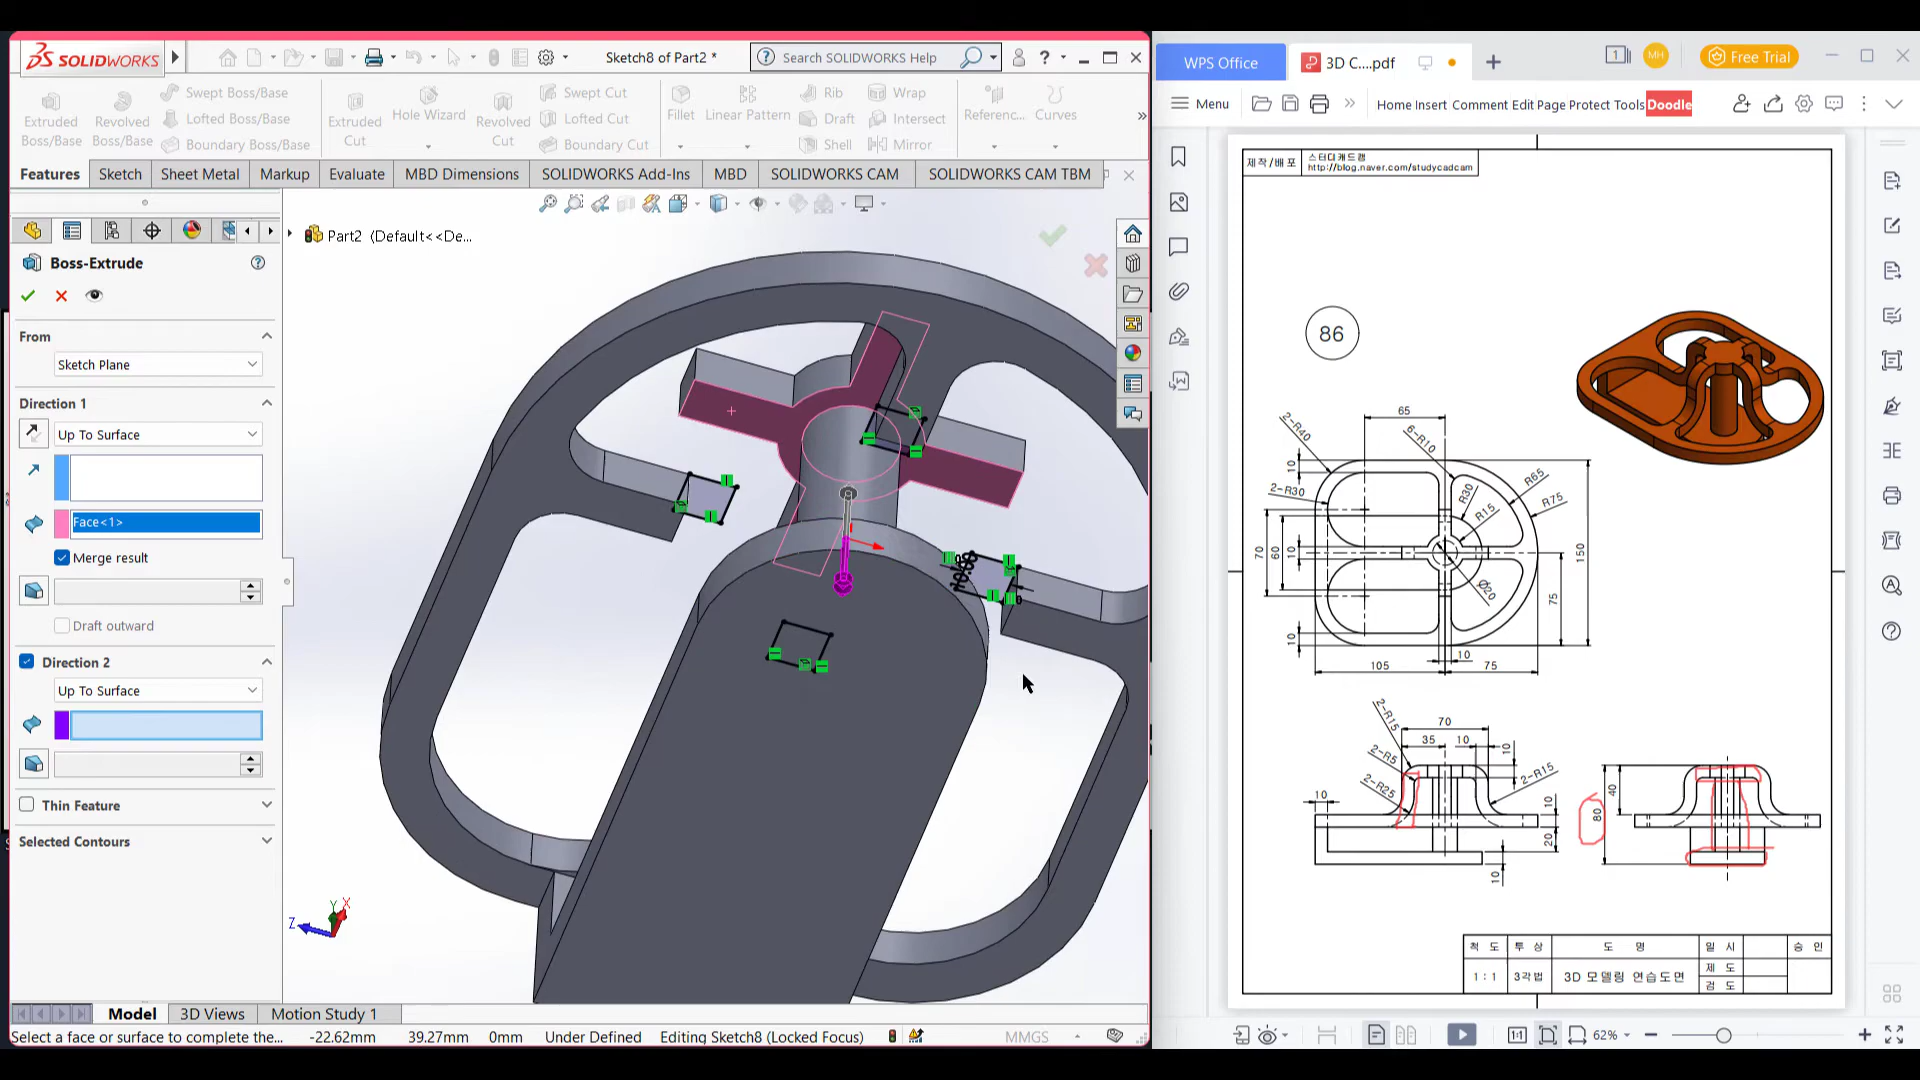 SOLIDWORKS
Sketch8 of Part2 *
Search SOLIDWORKS Help
Extruded Boss/Base
Revolved Boss/Base
Swept Boss/Base
Lofted Boss/Base
Boundary Boss/Base
Extruded Cut
Hole Wizard
Revolved Cut
Swept Cut
Lofted Cut
Boundary Cut
Fillet
Linear Pattern
Rib
Draft
Shell
Wrap
Intersect
Mirror
Referenc...
Curves
Features
Sketch
Sheet Metal
Markup
Evaluate
MBD Dimensions
SOLIDWORKS Add-Ins
MBD
SOLIDWORKS CAM
SOLIDWORKS CAM TBM
Part2 (Default<<De...
Boss-Extrude
From
Sketch Plane
Direction 1
Up To Surface
Face<1>
Merge result
Draft outward
Direction 2
Up To Surface
Thin Feature
Selected Contours
10.00
Y
X
Z
Model
3D Views
Motion Study 1
Select a face or surface to complete the...
-22.62mm
39.27mm
0mm
Under Defined
Editing Sketch8 (Locked Focus)
MMGS
WPS Office
3D C....pdf
1
MH
Free Trial
Menu
Home Insert Comment Edit Page Protect Tools Doodle
제작/배포
스터디캐드캠
http://blog.naver.com/studycadcam
86
65
2-R40
6-R10
10
R65
2-R30
R30
R75
R15
70
60
10
150
Ø20
75
10
10
105
75
2-R15
70
35
10
10
2-R5
2-R15
2-R25
10
10
20
10
80
40
척 도
투 상
도 명
일 시
승 인
1 : 1
3각법
3D 모델링 연습도면
제 도
검 도
62%
1:1